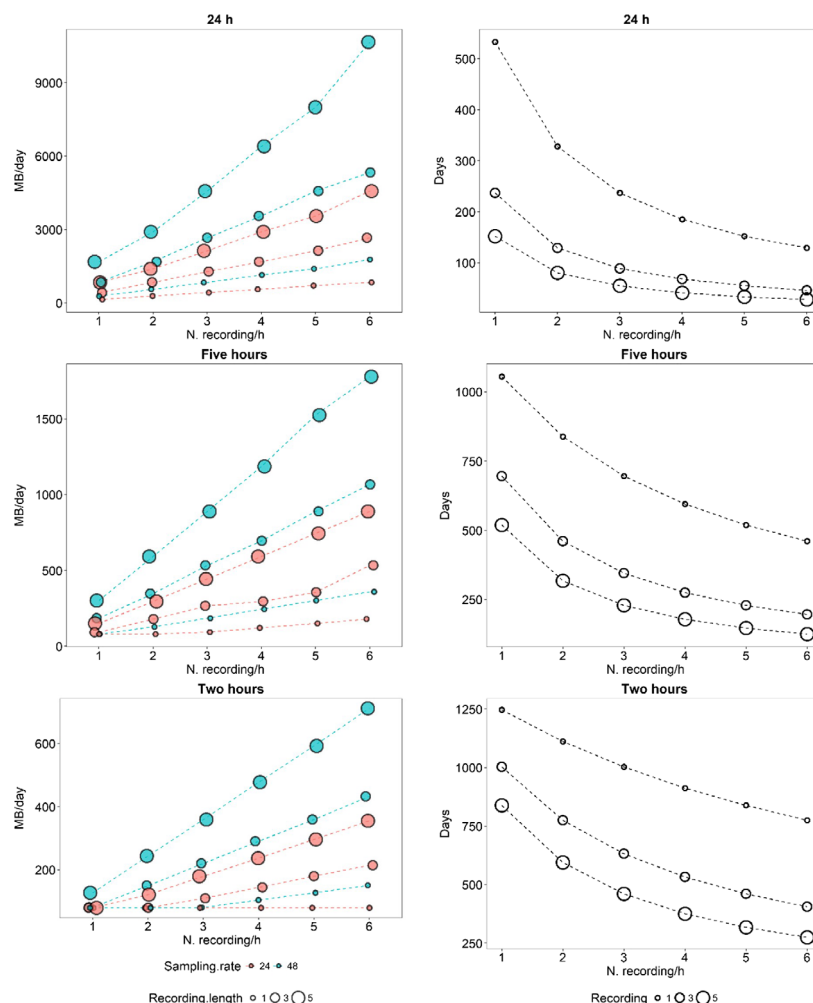 24 h
MB/day
9000
6000
3000
0
1 2 3 4 5 6
N. recording/h
24 h
Days
500
300
200
100
1 2 3 4 5 6
N. recording/h
Five hours
MB/day
1500
1000
500
0
1 2 3 4 5 6
N. recording/h
Five hours
Days
1000
750
500
250
1 2 3 4 5 6
N. recording/h
Two hours
MB/day
600
400
200
1 2 3 4 5 6
N. recording/h
Two hours
Days
1250
1000
750
500
250
1 2 3 4 5 6
N. recording/h
Sampling.rate 24 48
Recording.length 1 3 5
Recording 1 3 5